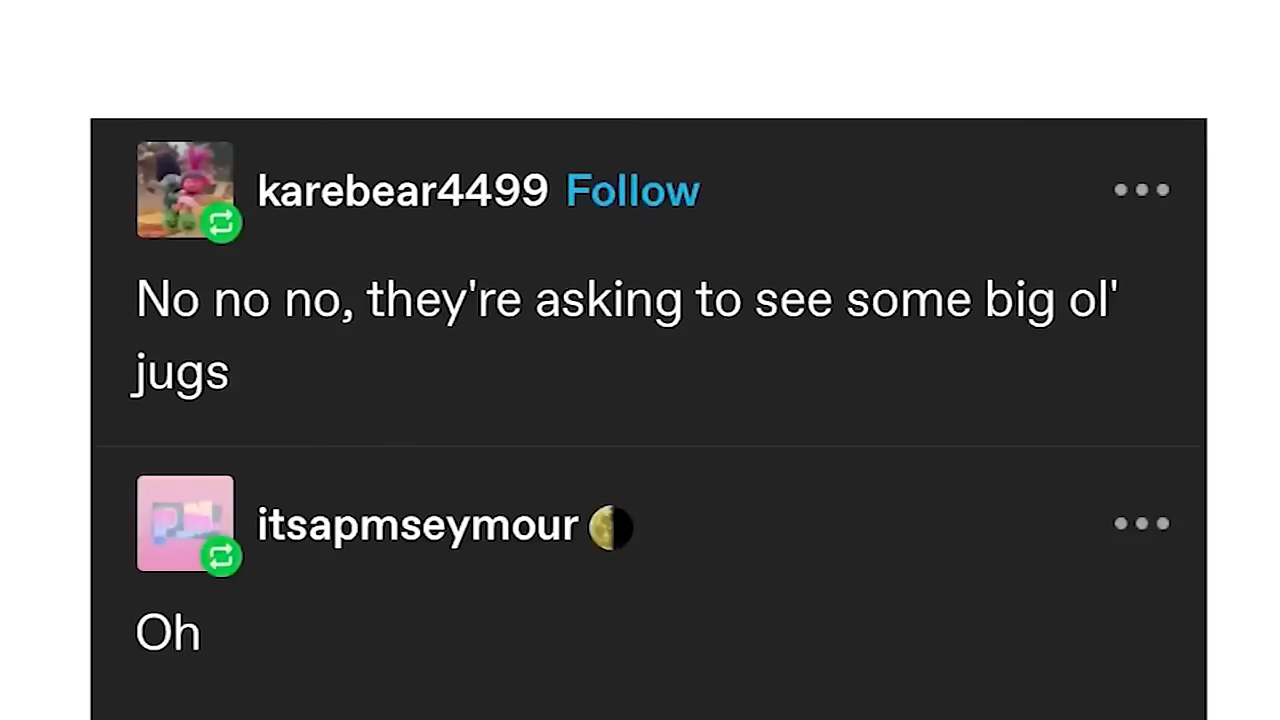 karebear4499 Follow
No no no, they're asking to see some big ol'
jugs
itsapmseymour
Oh